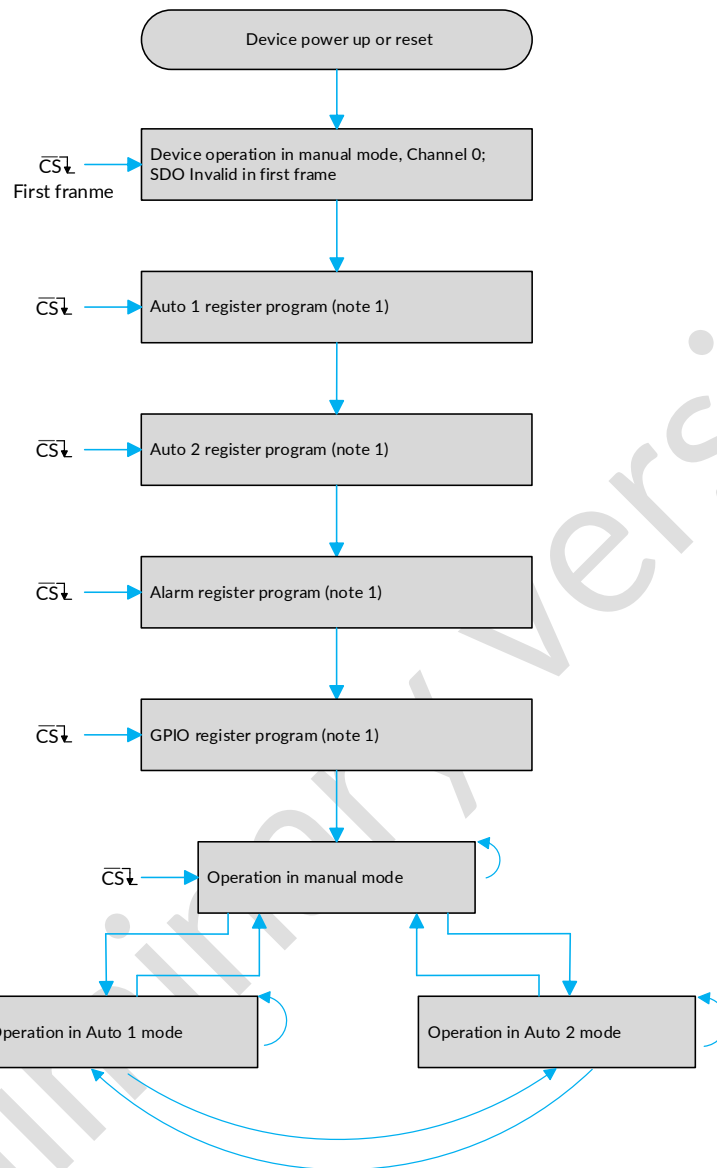 Device power up or reset
Device operation in manual mode, Channel 0;
SDO Invalid in first frame
CS
First franme
Auto 1 register program (note 1)
CS
Auto 2 register program (note 1)
CS
Alarm register program (note 1)
CS
GPIO register program (note 1)
CS
Operation in manual mode
CS
in Auto 1 mode
Operation in Auto 2 mode